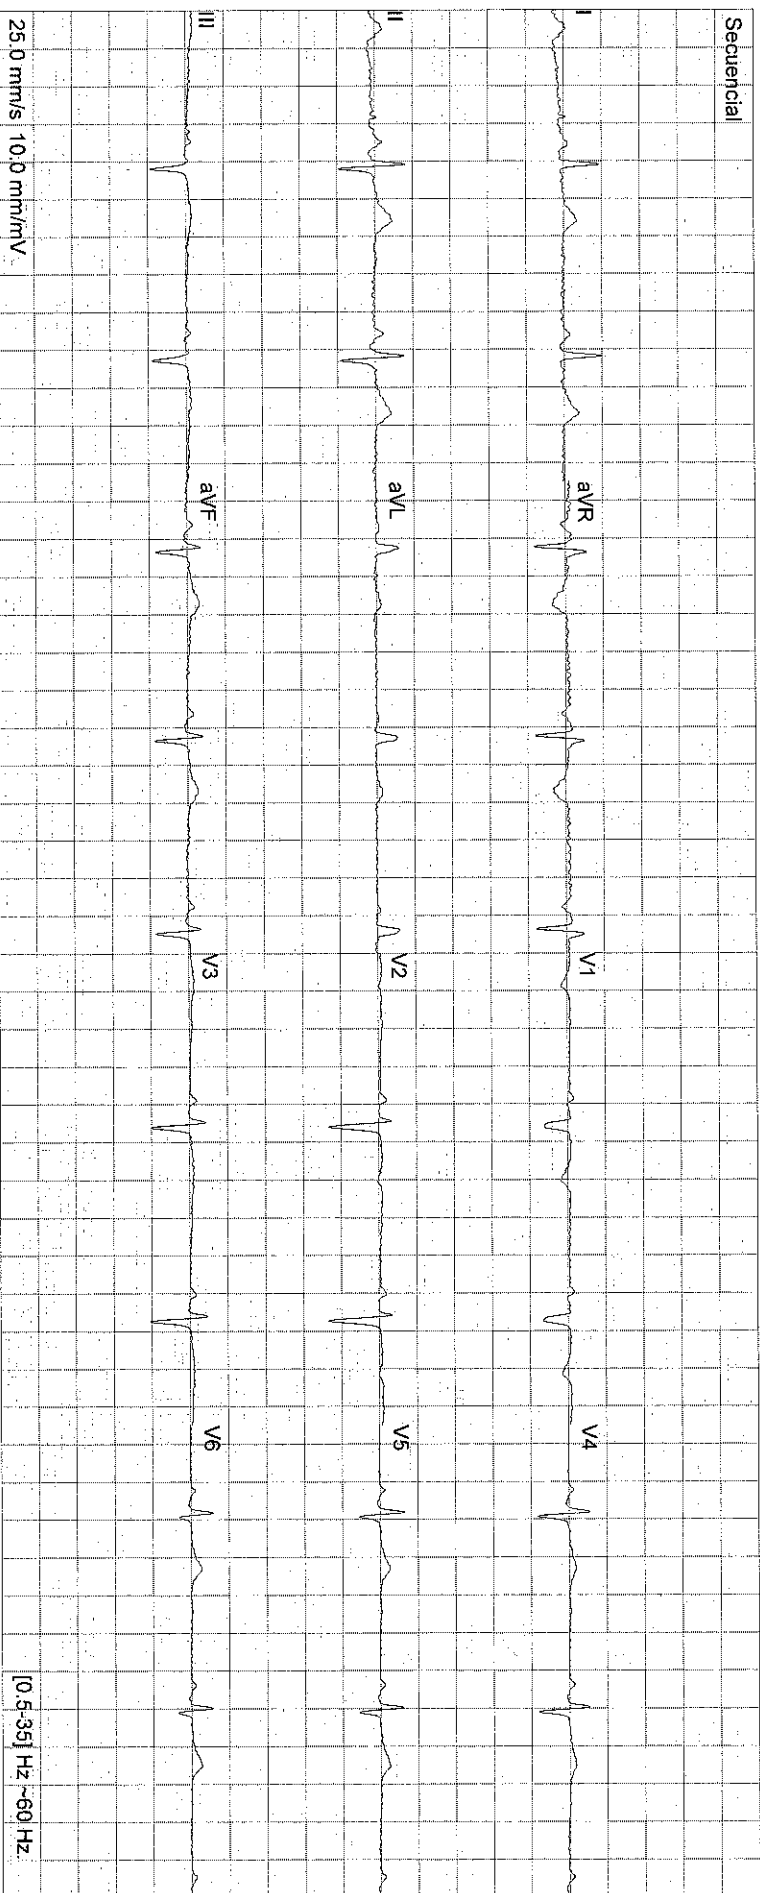 Secuencial
I aVR V1 V4
II aVL V2 V5
III aVF V3 V6
25.0 mm/s 10.0 mm/mV [0.5-35] Hz ~60 Hz